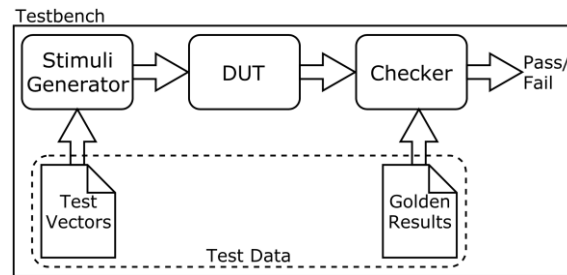 Testbench
Stimuli
Generator
DUT
Checker
Pass/
Fail
Test
Vectors
Golden
Results
Test Data